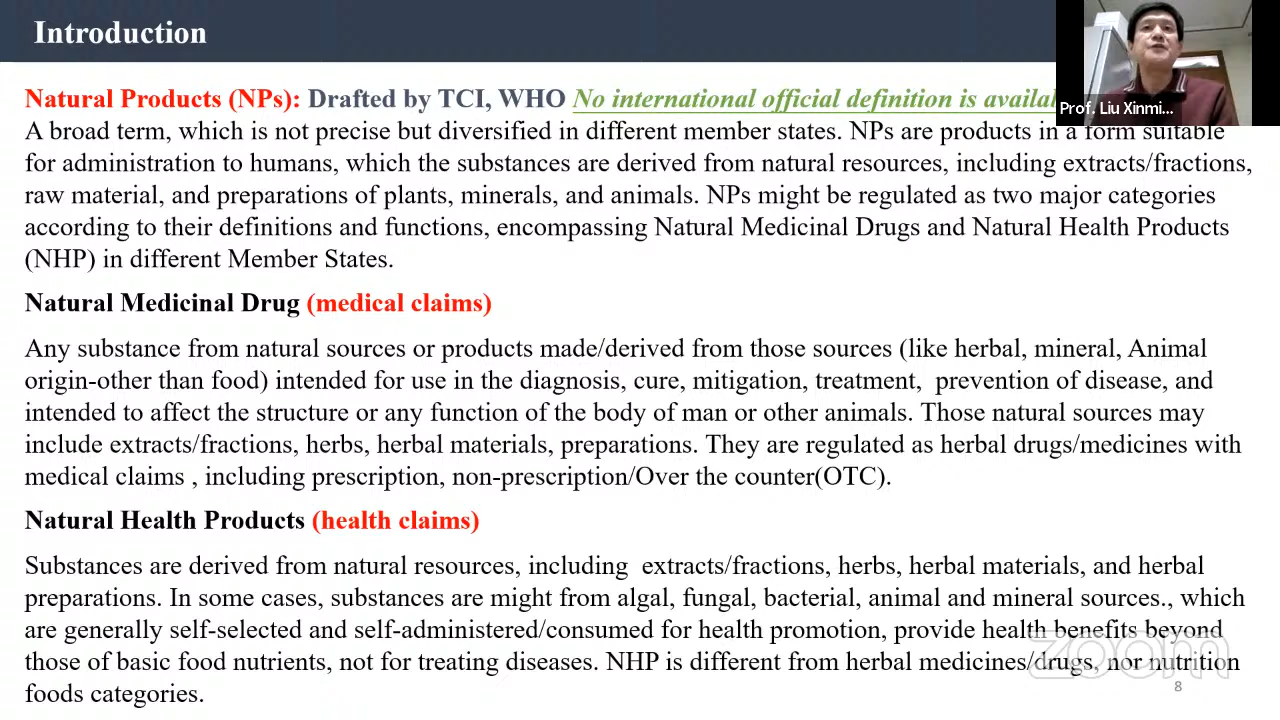 Introduction
Natural Products (NPs): Drafted by TCI, WHO No international official definition is availal
Prof. Liu Xinmi...
A broad term, which is not precise but diversified in different member states. NPs are products in a form suitable
for administration to humans, which the substances are derived from natural resources, including extracts/fractions,
raw material, and preparations of plants, minerals, and animals. NPs might be regulated as two major categories
according to their definitions and functions, encompassing Natural Medicinal Drugs and Natural Health Products
(NHP) in different Member States.
Natural Medicinal Drug (medical claims)
Any substance from natural sources or products made/derived from those sources (like herbal, mineral, Animal
origin-other than food) intended for use in the diagnosis, cure, mitigation, treatment, prevention of disease, and
intended to affect the structure or any function of the body of man or other animals. Those natural sources may
include extracts/fractions, herbs, herbal materials, preparations. They are regulated as herbal drugs/medicines with
medical claims , including prescription, non-prescription/Over the counter(OTC).
Natural Health Products (health claims)
Substances are derived from natural resources, including extracts/fractions, herbs, herbal materials, and herbal
preparations. In some cases, substances are might from algal, fungal, bacterial, animal and mineral sources., which
are generally self-selected and self-administered/consumed for health promotion, provide health benefits beyond
those of basic food nutrients, not for treating diseases. NHP is different from herbal medicines/drugs, nor nutrition
foods categories.
zoom
8